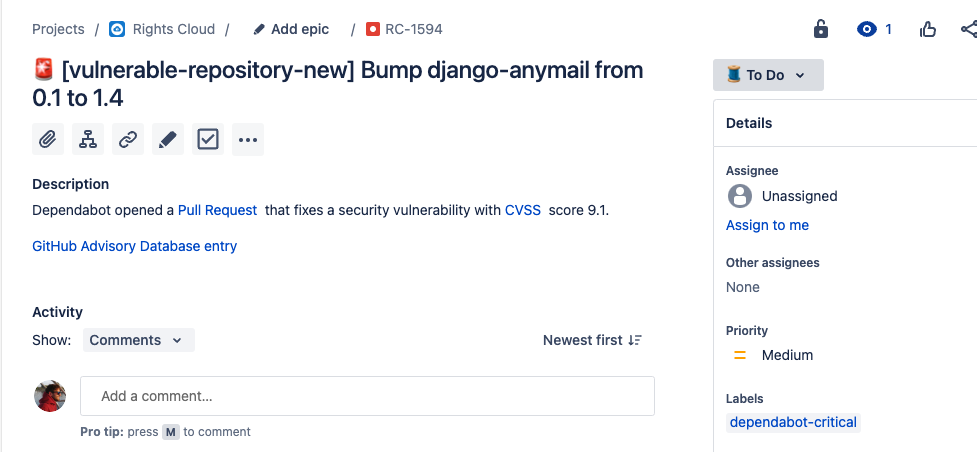 Projects / Rights Cloud / Add epic / RC-1594
1
[vulnerable-repository-new] Bump django-anymail from
0.1 to 1.4
To Do
Details
Description
Dependabot opened a Pull Request that fixes a security vulnerability with CVSS score 9.1.
GitHub Advisory Database entry
Assignee
Unassigned
Assign to me
Other assignees
None
Activity
Show: Comments
Newest first
Priority
Medium
Add a comment...
Pro tip: press M to comment
Labels
dependabot-critical